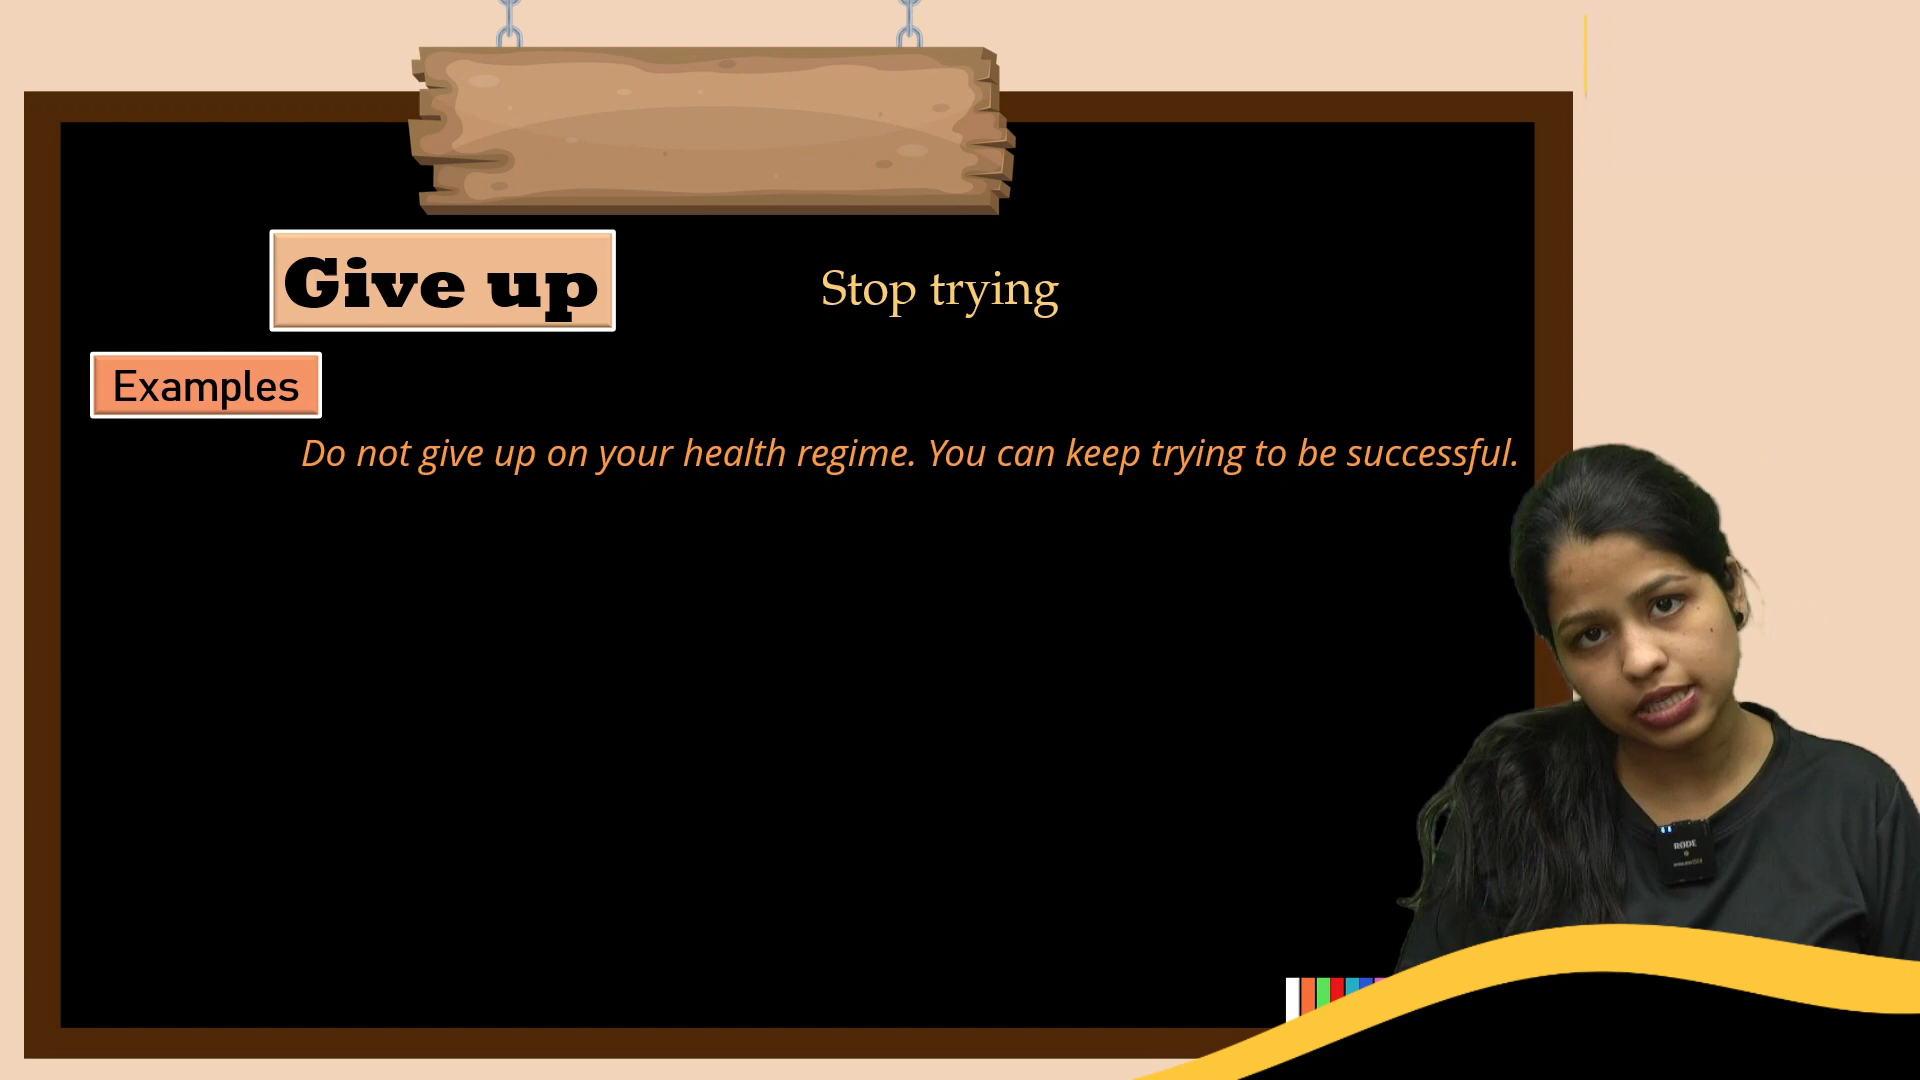 Give up
Stop trying
Examples
Do not give up on your health regime. You can keep trying to be successful.
RODE